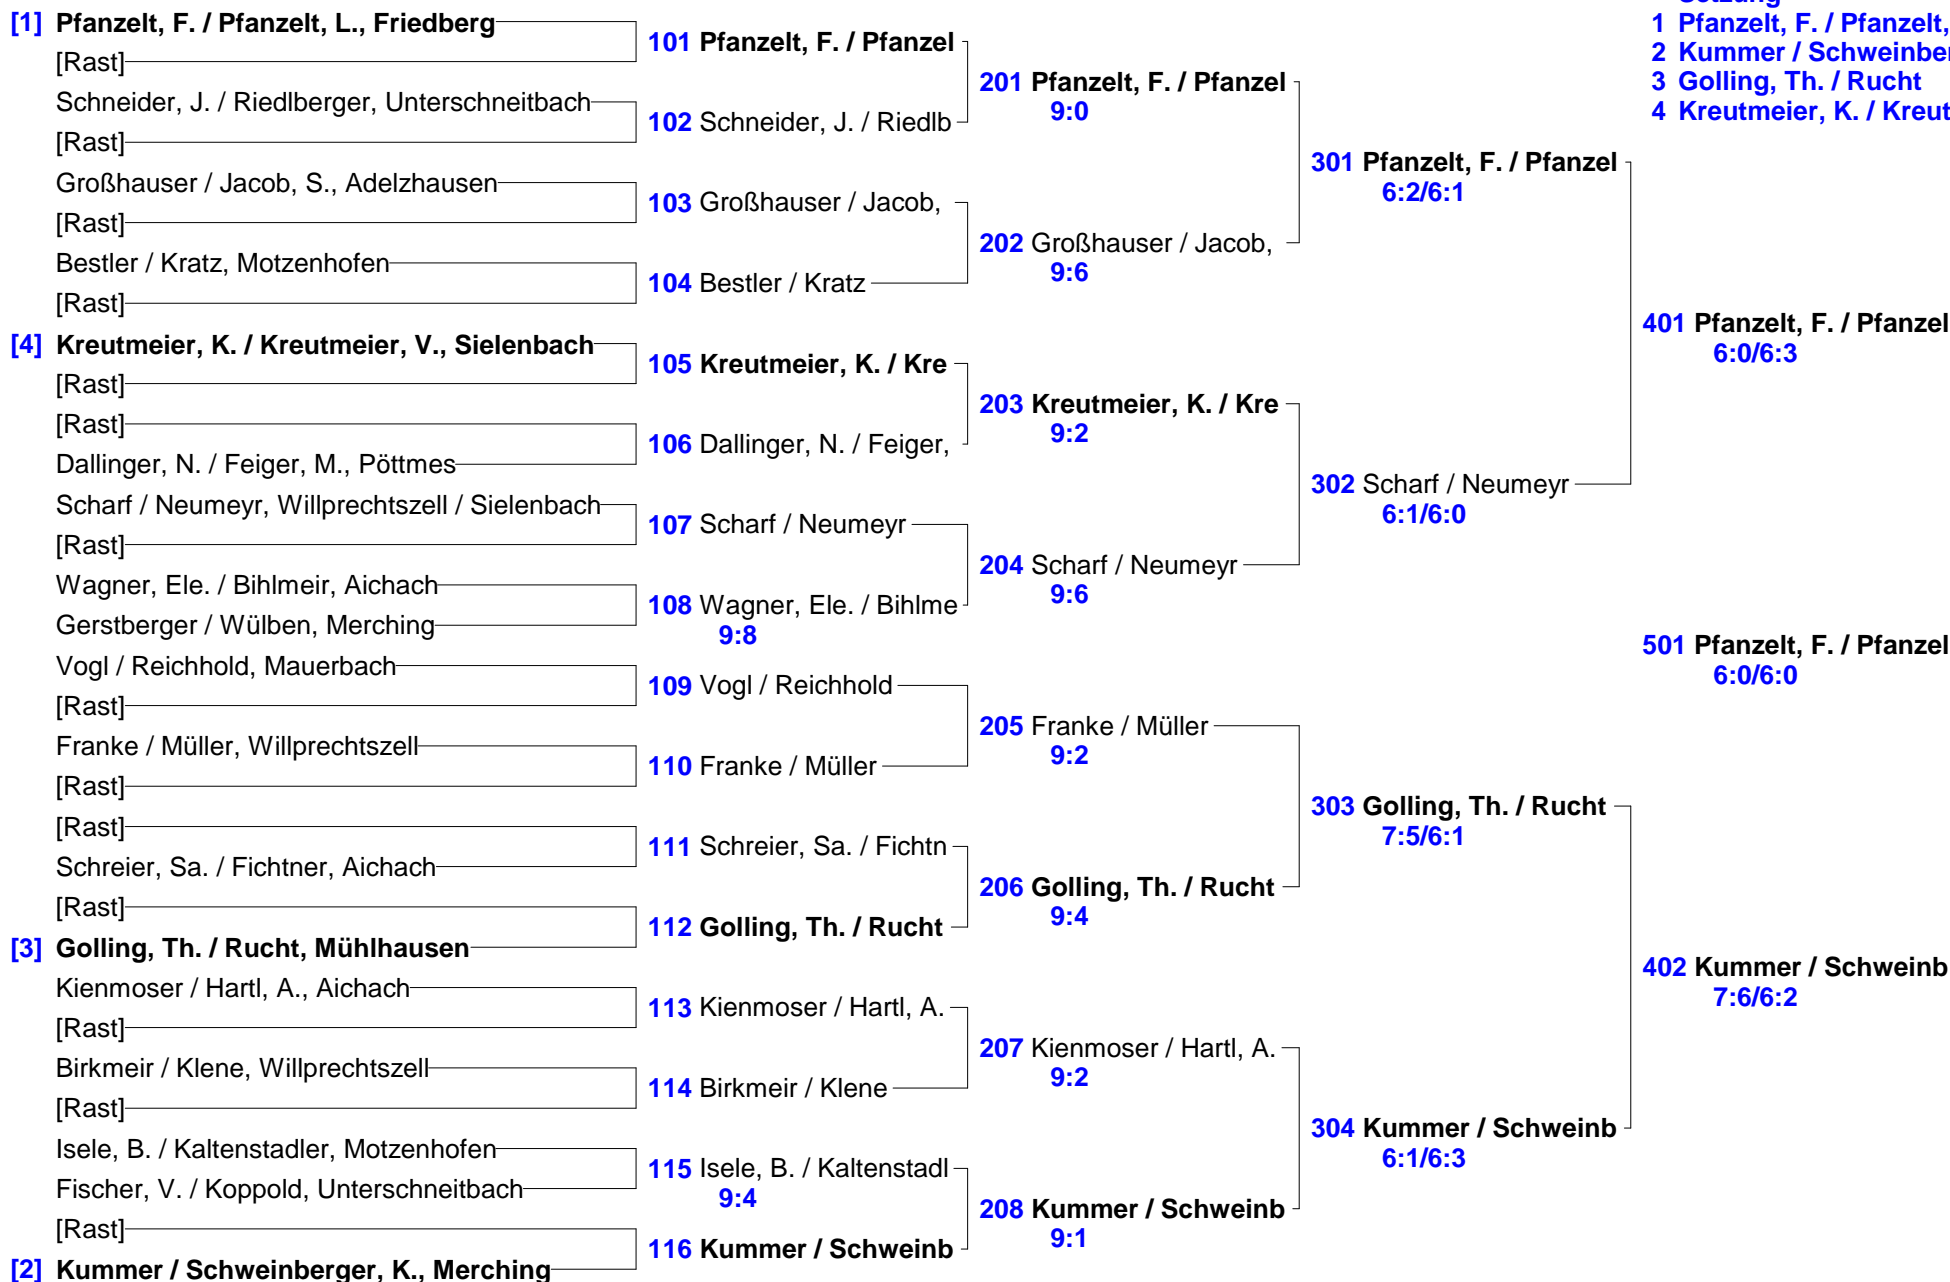 [1] Pfanzelt, F. / Pfanzelt, L., Friedberg
[Rast]
Schneider, J. / Riedlberger, Unterschneitbach
[Rast]
Großhauser / Jacob, S., Adelzhausen
[Rast]
Bestler / Kratz, Motzenhofen
[Rast]
[4] Kreutmeier, K. / Kreutmeier, V., Sielenbach
[Rast]
[Rast]
Dallinger, N. / Feiger, M., Pöttmes
Scharf / Neumeyr, Willprechtszell / Sielenbach
[Rast]
Wagner, Ele. / Bihlmeir, Aichach
Gerstberger / Wülben, Merching
Vogl / Reichhold, Mauerbach
[Rast]
Franke / Müller, Willprechtszell
[Rast]
[Rast]
Schreier, Sa. / Fichtner, Aichach
[Rast]
[3] Golling, Th. / Rucht, Mühlhausen
Kienmoser / Hartl, A., Aichach
[Rast]
Birkmeir / Klene, Willprechtszell
[Rast]
Isele, B. / Kaltenstadler, Motzenhofen
Fischer, V. / Koppold, Unterschneitbach
[Rast]
[2] Kummer / Schweinberger, K., Merching
101 Pfanzelt, F. / Pfanzel
102 Schneider, J. / Riedlb
103 Großhauser / Jacob,
104 Bestler / Kratz
105 Kreutmeier, K. / Kre
106 Dallinger, N. / Feiger,
107 Scharf / Neumeyr
108 Wagner, Ele. / Bihlme
9:8
109 Vogl / Reichhold
110 Franke / Müller
111 Schreier, Sa. / Fichtn
112 Golling, Th. / Rucht
113 Kienmoser / Hartl, A.
114 Birkmeir / Klene
115 Isele, B. / Kaltenstadl
9:4
116 Kummer / Schweinb
201 Pfanzelt, F. / Pfanzel
9:0
202 Großhauser / Jacob,
9:6
203 Kreutmeier, K. / Kre
9:2
204 Scharf / Neumeyr
9:6
205 Franke / Müller
9:2
206 Golling, Th. / Rucht
9:4
207 Kienmoser / Hartl, A.
9:2
208 Kummer / Schweinb
9:1
301 Pfanzelt, F. / Pfanzel
6:2/6:1
302 Scharf / Neumeyr
6:1/6:0
303 Golling, Th. / Rucht
7:5/6:1
304 Kummer / Schweinb
6:1/6:3
Setzung
1 Pfanzelt, F. / Pfanzelt,
2 Kummer / Schweinber
3 Golling, Th. / Rucht
4 Kreutmeier, K. / Kreut
401 Pfanzelt, F. / Pfanzel
6:0/6:3
501 Pfanzelt, F. / Pfanzel
6:0/6:0
402 Kummer / Schweinb
7:6/6:2